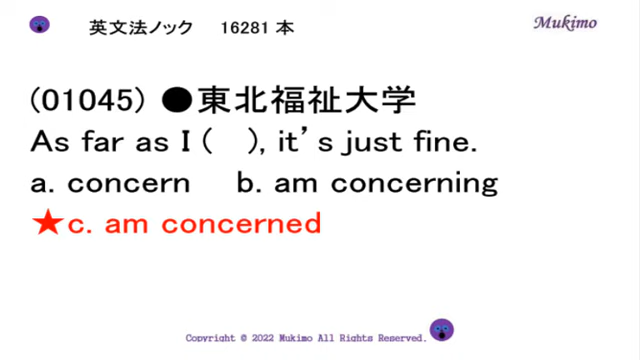 英文法ノック 16281 本
Mukimo
(01045) ●東北福祉大学
As far as I (   ), it’s just fine.
a. concern   b. am concerning
★c. am concerned
Copyright © 2022 Mukimo All Rights Reserved.